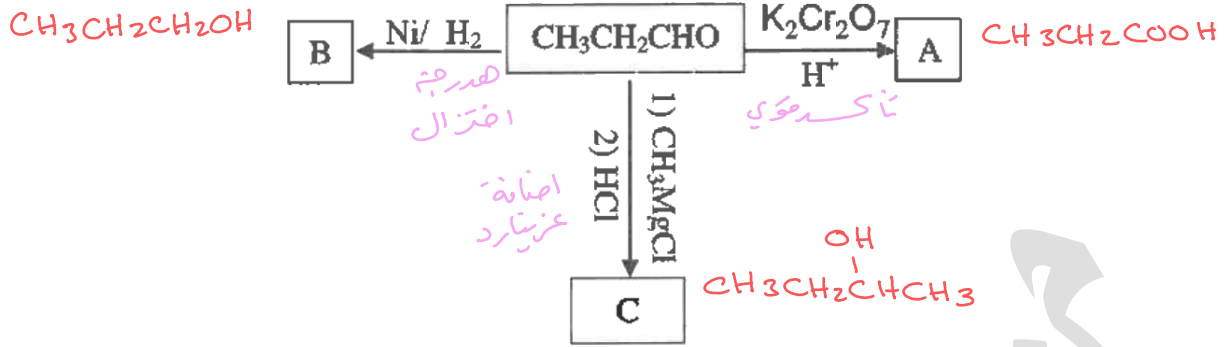 CH3CH2CH2OH
B
Ni/ H₂
CH₃CH₂CHO
K₂Cr₂O₇
H⁺
A
CH3CH2COOH
هدرجة
اختزال
تأكسد قوي
1) CH₃MgCl
2) HCl
اضافة
غرينيارد
C
OH
CH3CH2CHCH3